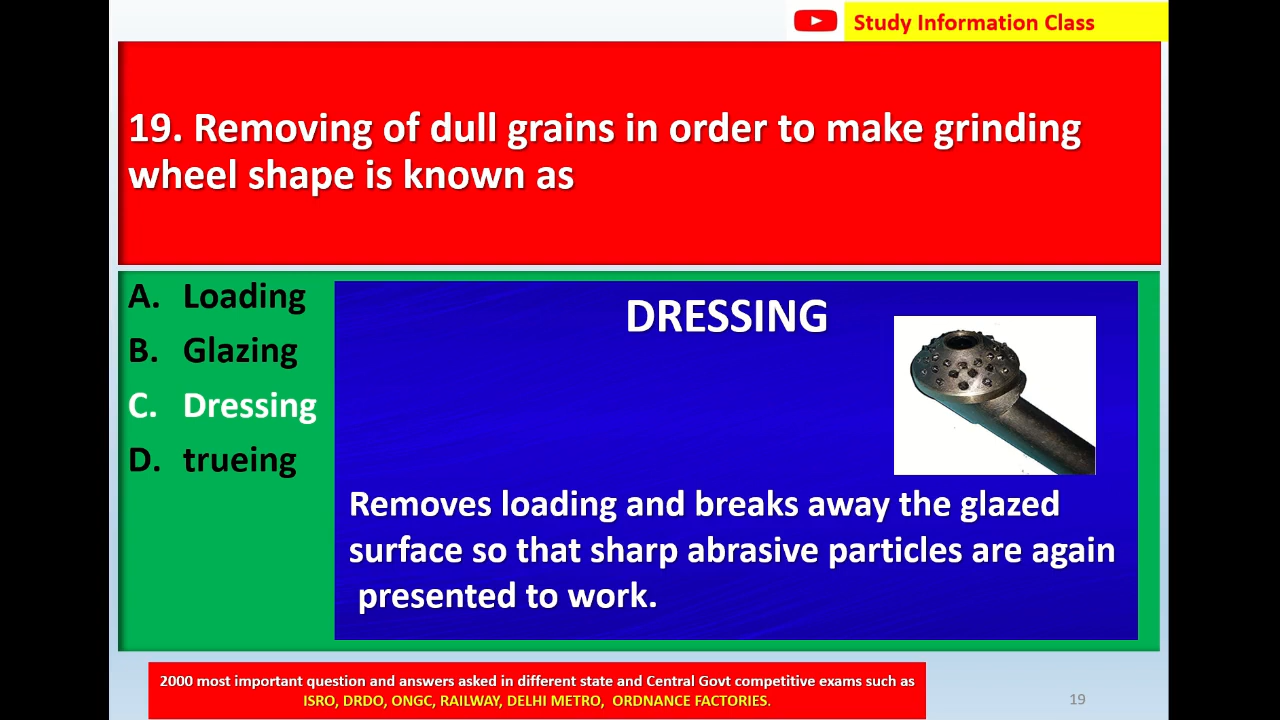 Study Information Class
19. Removing of dull grains in order to make grinding
wheel shape is known as
A. Loading
B. Glazing
C. Dressing
D. trueing
DRESSING
Removes loading and breaks away the glazed
surface so that sharp abrasive particles are again
presented to work.
2000 most important question and answers asked in different state and Central Govt competitive exams such as
ISRO, DRDO, ONGC, RAILWAY, DELHI METRO, ORDNANCE FACTORIES.
19